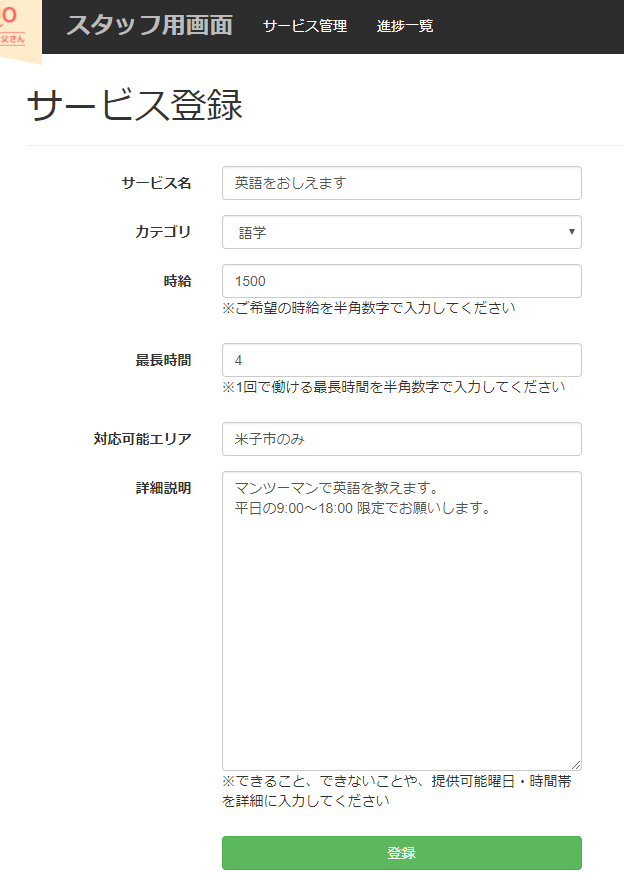 スタッフ用画面 サービス管理 進捗一覧
父さん
サービス登録
サービス名 英語をおしえます
カテゴリ 語学
時給 1500
※ご希望の時給を半角数字で入力してください
最長時間 4
※1回で働ける最長時間を半角数字で入力してください
対応可能エリア 米子市のみ
詳細説明 マンツーマンで英語を教えます。
平日の9:00～18:00 限定でお願いします。
※できること、できないことや、提供可能曜日・時間帯
を詳細に入力してください
登録